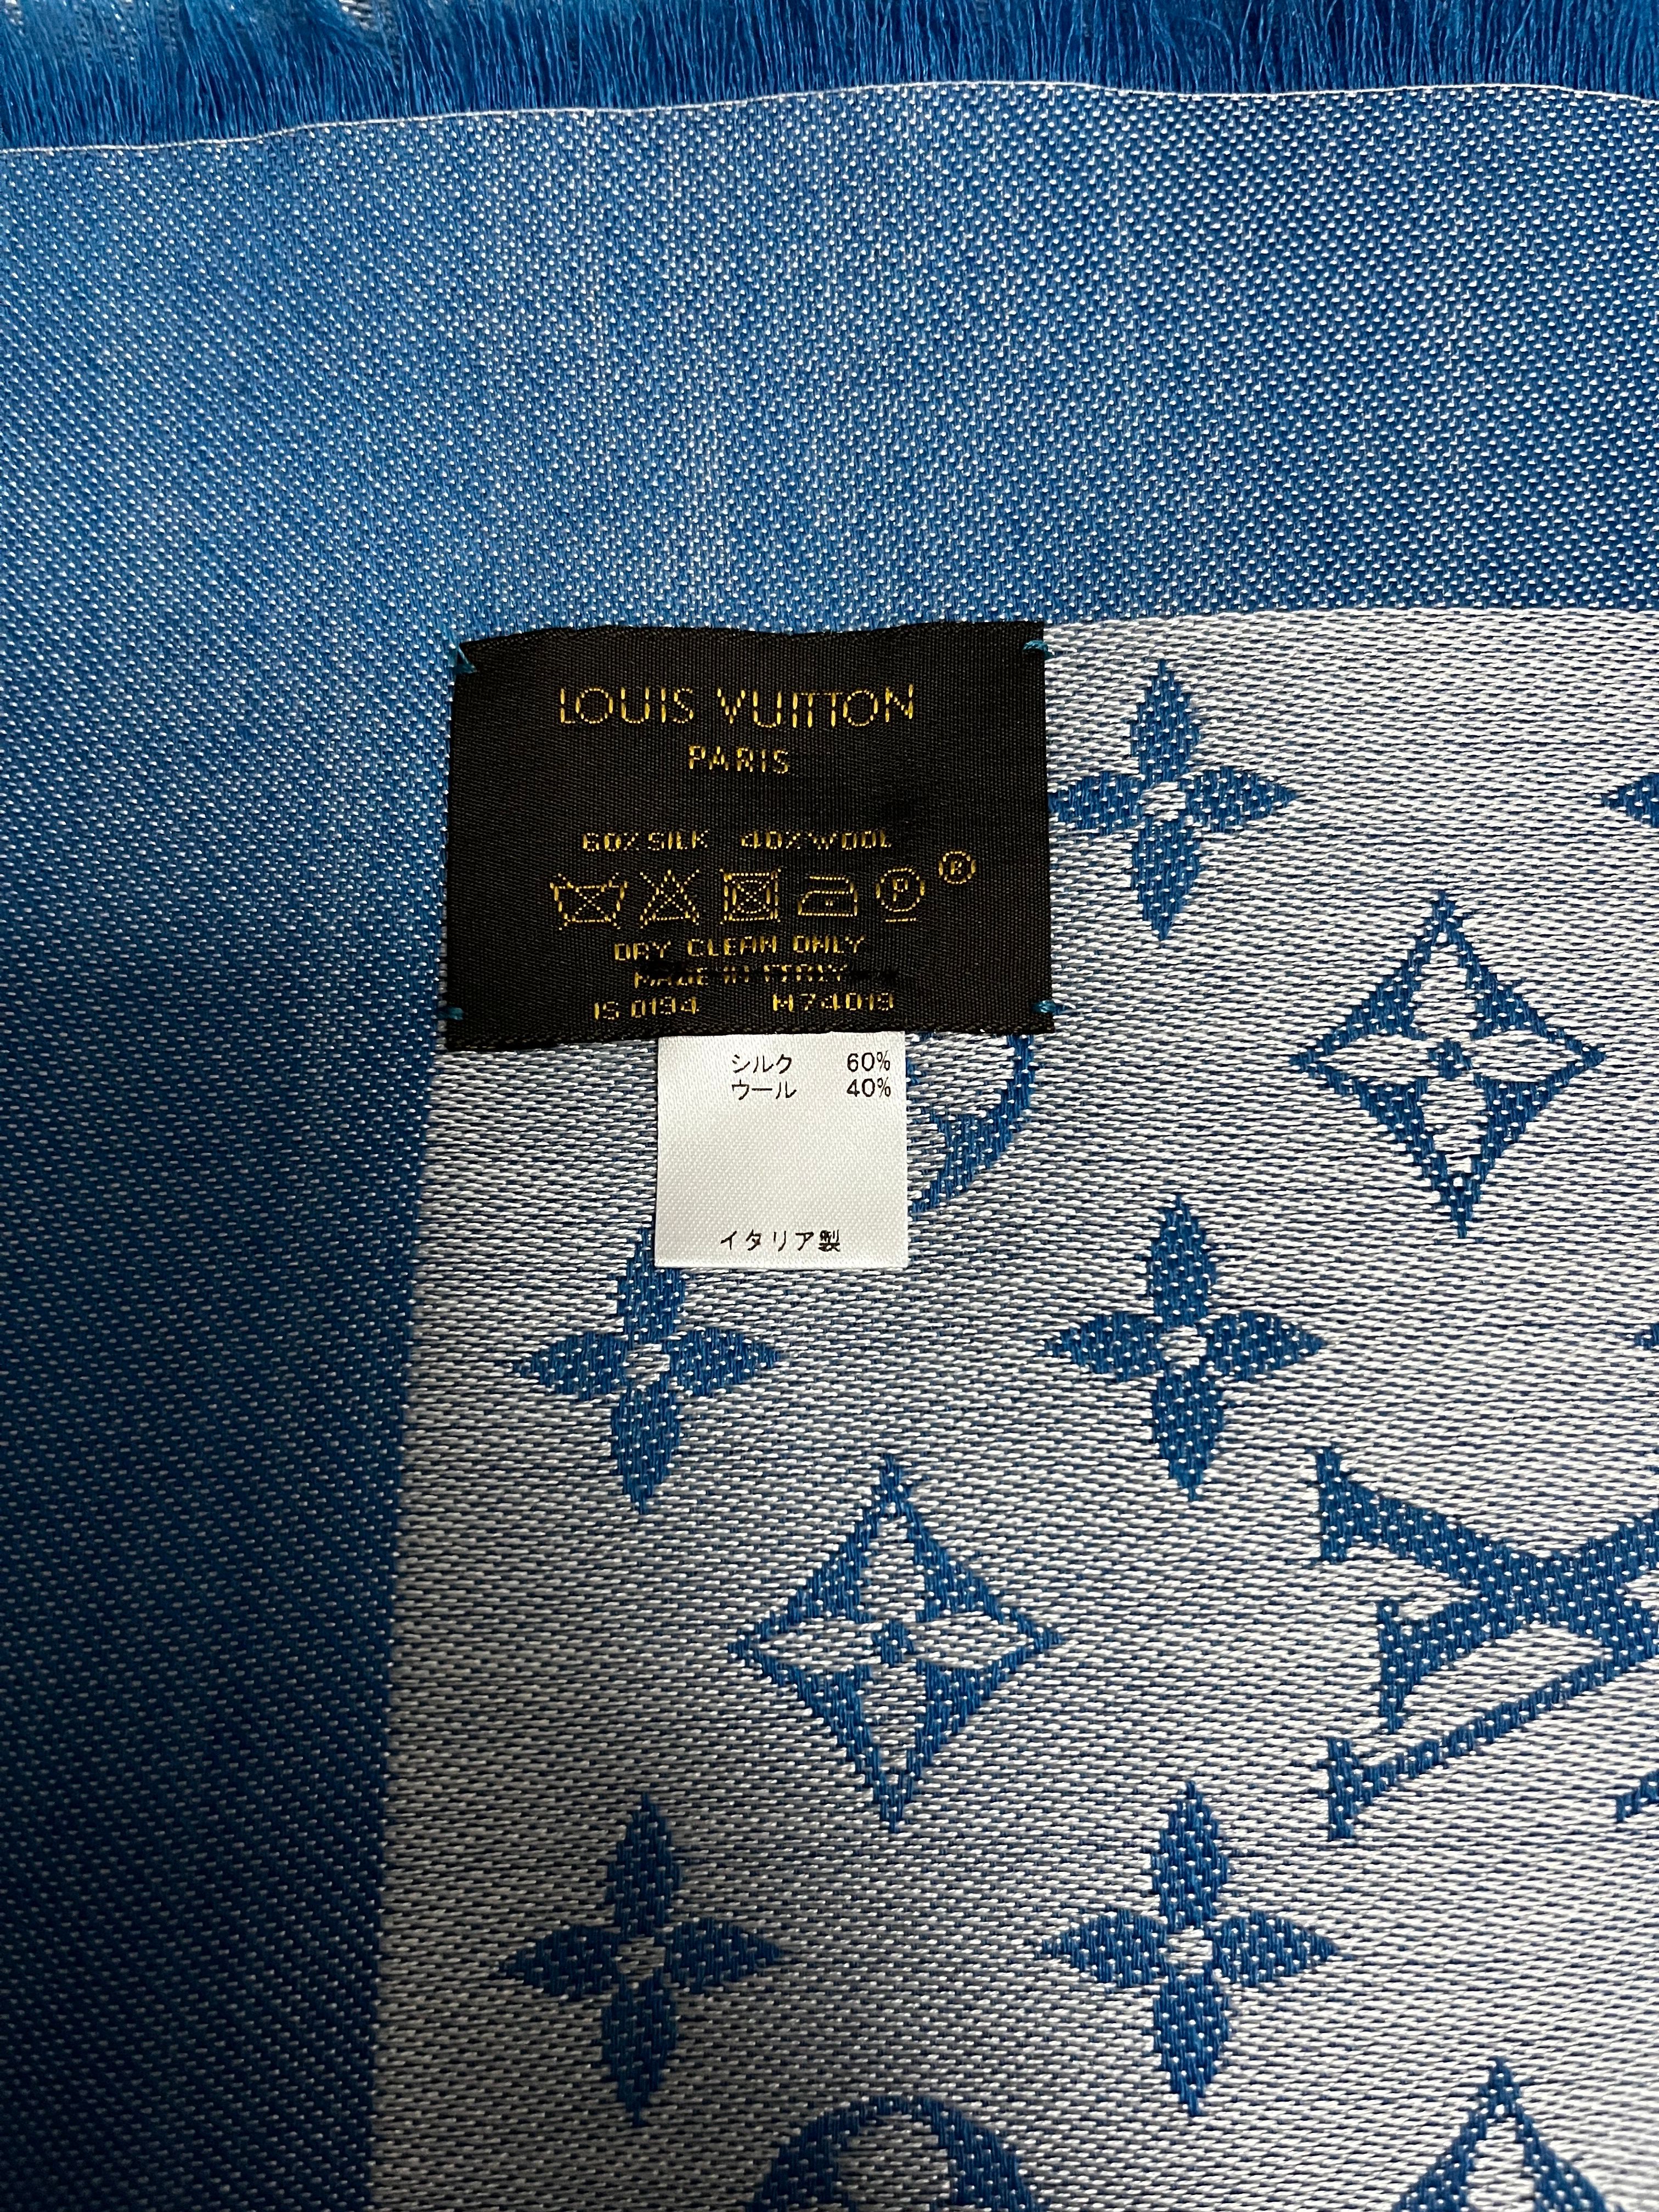 LOUIS VUITTON
PARIS
60% SILK 40% WOOL
P
®
DRY CLEAN ONLY
MADE IN ITALY
IS 0194 M74019
シルク 60%
ウール 40%
イタリア製